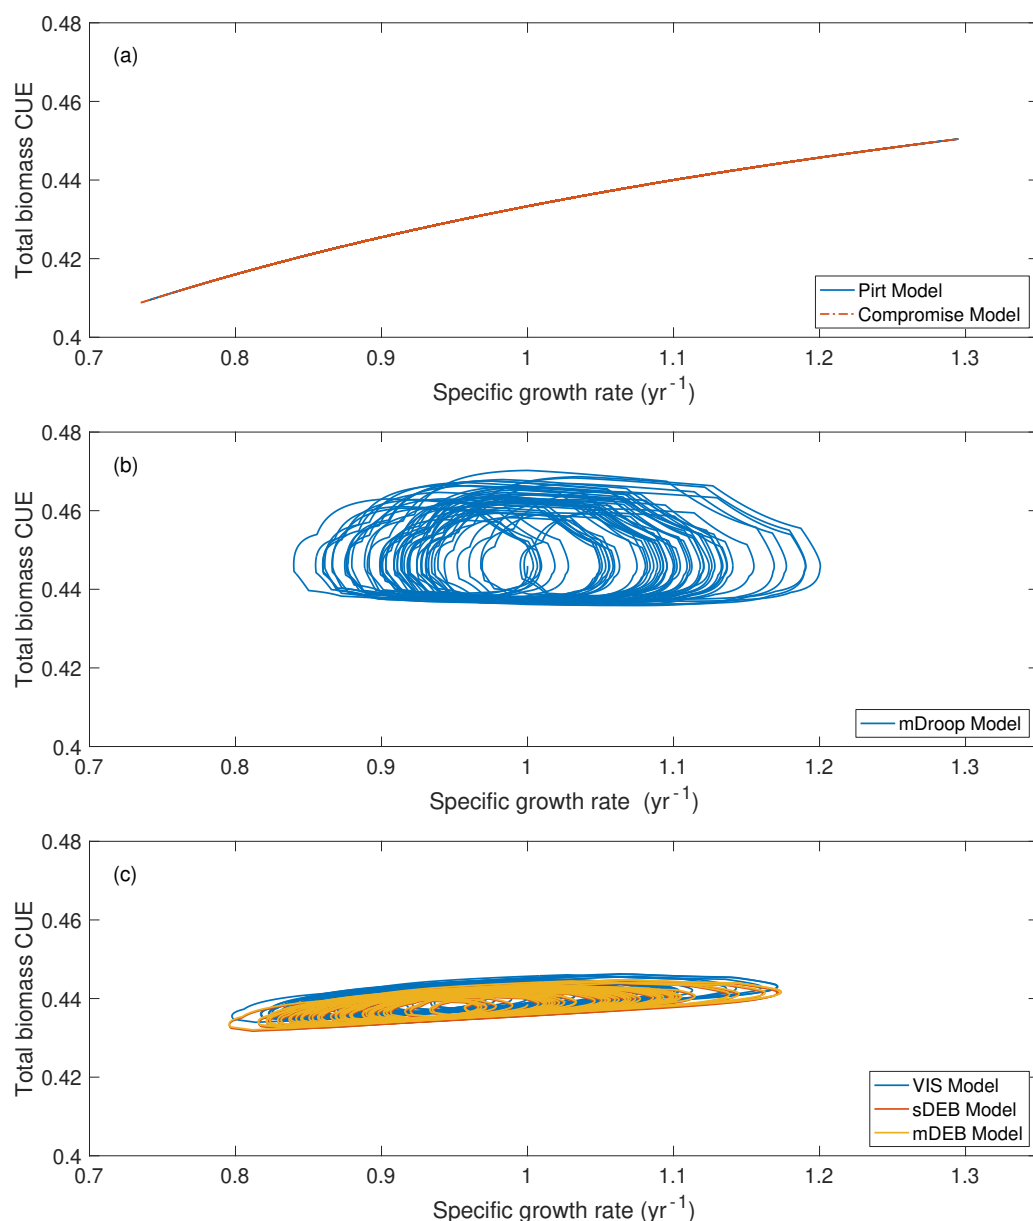 (a)
Total biomass CUE
0.48
0.46
0.44
0.42
0.4
0.7 0.8 0.9 1 1.1 1.2 1.3
Specific growth rate (yr⁻¹)
Pirt Model
Compromise Model
(b)
Total biomass CUE
0.48
0.46
0.44
0.42
0.4
0.7 0.8 0.9 1 1.1 1.2 1.3
Specific growth rate (yr⁻¹)
mDroop Model
(c)
Total biomass CUE
0.48
0.46
0.44
0.42
0.4
0.7 0.8 0.9 1 1.1 1.2 1.3
Specific growth rate (yr⁻¹)
VIS Model
sDEB Model
mDEB Model